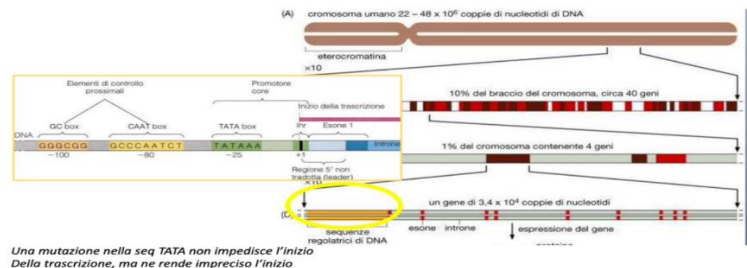 (A) cromosoma umano 22 – 48 x 10⁶ coppie di nucleotidi di DNA
eterocromatina
×10
10% del braccio del cromosoma, circa 40 geni
1% del cromosoma contenente 4 geni
×10
(D)
un gene di 3,4 x 10⁴ coppie di nucleotidi
sequenze
regolatrici di DNA
esone
introne
espressione del gene
Elementi di controllo
prossimali
Promotore
core
Inizio della trascrizione
DNA
GC box
CAAT box
TATA box
Inr
Esone 1
Introne
GGGCGG
GCCCAATCT
TATAAA
−100
−80
−25
+1
Regione 5' non
tradotta (leader)
Una mutazione nella seq TATA non impedisce l'inizio
Della trascrizione, ma ne rende impreciso l'inizio